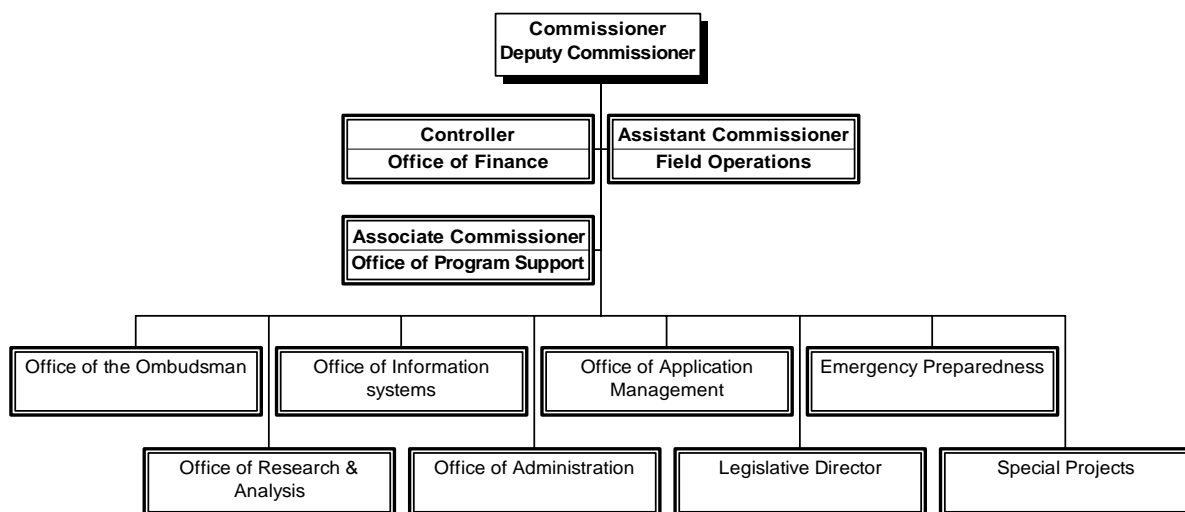 Commissioner
Deputy Commissioner
Controller
Office of Finance
Assistant Commissioner
Field Operations
Associate Commissioner
Office of Program Support
Office of the Ombudsman
Office of Information
systems
Office of Application
Management
Emergency Preparedness
Office of Research &
Analysis
Office of Administration
Legislative Director
Special Projects